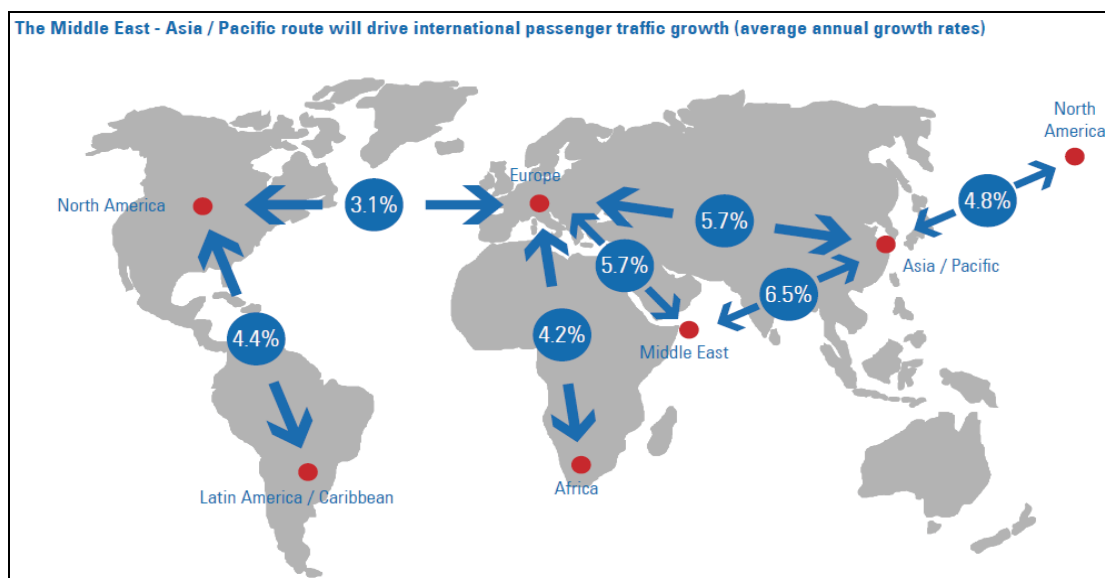 The Middle East - Asia / Pacific route will drive international passenger traffic growth (average annual growth rates)
North
America
Europe
North America
3.1%
5.7%
4.8%
5.7%
Asia / Pacific
6.5%
4.4%
4.2%
Middle East
Latin America / Caribbean
Africa